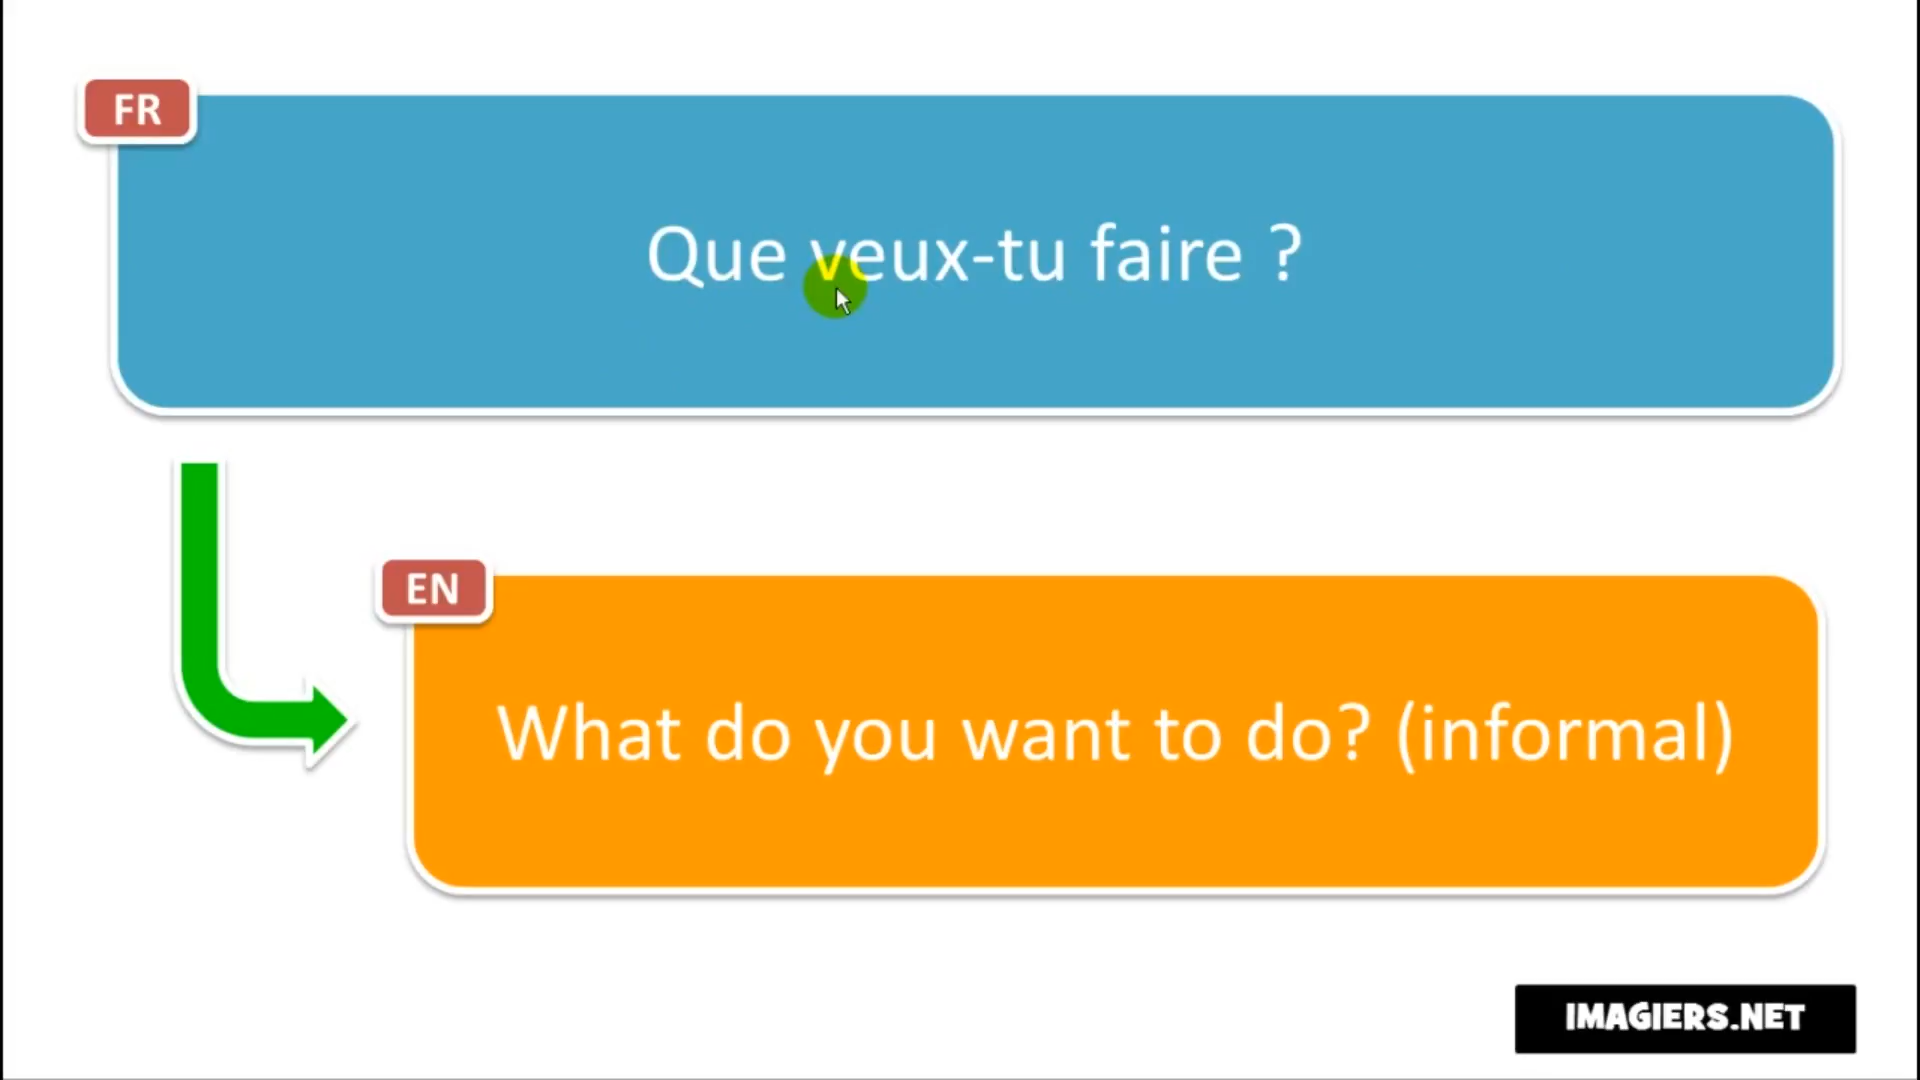 FR
Que veux-tu faire ?
EN
What do you want to do? (informal)
IMAGIERS.NET